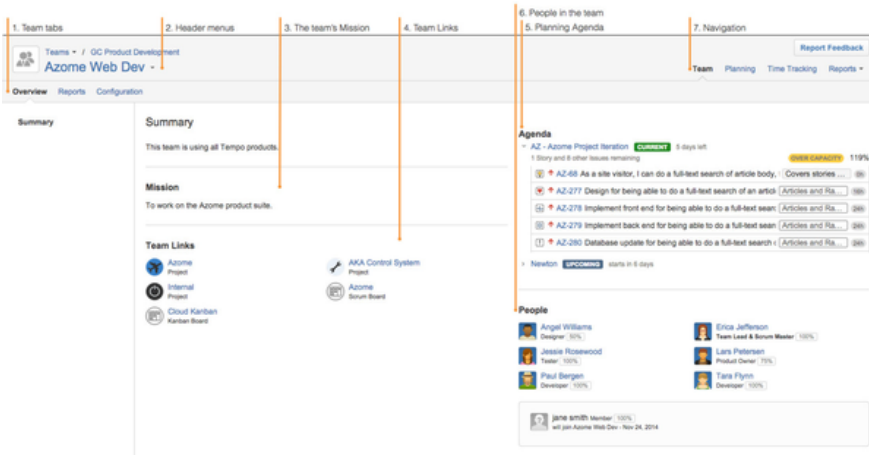 6. People in the team
1. Team tabs
2. Header menus
3. The team's Mission
4. Team Links
5. Planning Agenda
7. Navigation
Report Feedback
Teams / GC Product Development
Azome Web Dev
Team Planning Time Tracking Reports
Overview Reports Configuration
Summary
Summary
This team is using all Tempo products.
Mission
To work on the Azome product suite.
Team Links
Azome
Project
AKA Control System
Project
Internal
Project
Azome
Scrum Board
Cloud Kanban
Kanban Board
Agenda
AZ - Azome Project Iteration CURRENT 8 days left
1 Story and 8 other Issues remaining OVER CAPACITY 119%
AZ-68 As a site visitor, I can do a full-text search of article body, Covers stories ...
AZ-277 Design for being able to do a full-text search of an articl Articles and Ra...
AZ-278 Implement front end for being able to do a full-text searc Articles and Ra... 24h
AZ-279 Implement back end for being able to do a full-text sean Articles and Ra... 24h
AZ-280 Database update for being able to do a full-text search c Articles and Ra... 24h
Newton UPCOMING starts in 6 days
People
Angel Williams
Designer 50%
Erica Jefferson
Team Lead & Scrum Master 100%
Jessie Rosewood
Tester 100%
Lars Petersen
Product Owner 75%
Paul Bergen
Developer 100%
Tara Flynn
Developer 100%
jane smith Member 100%
will join Azome Web Dev - Nov 24, 2014